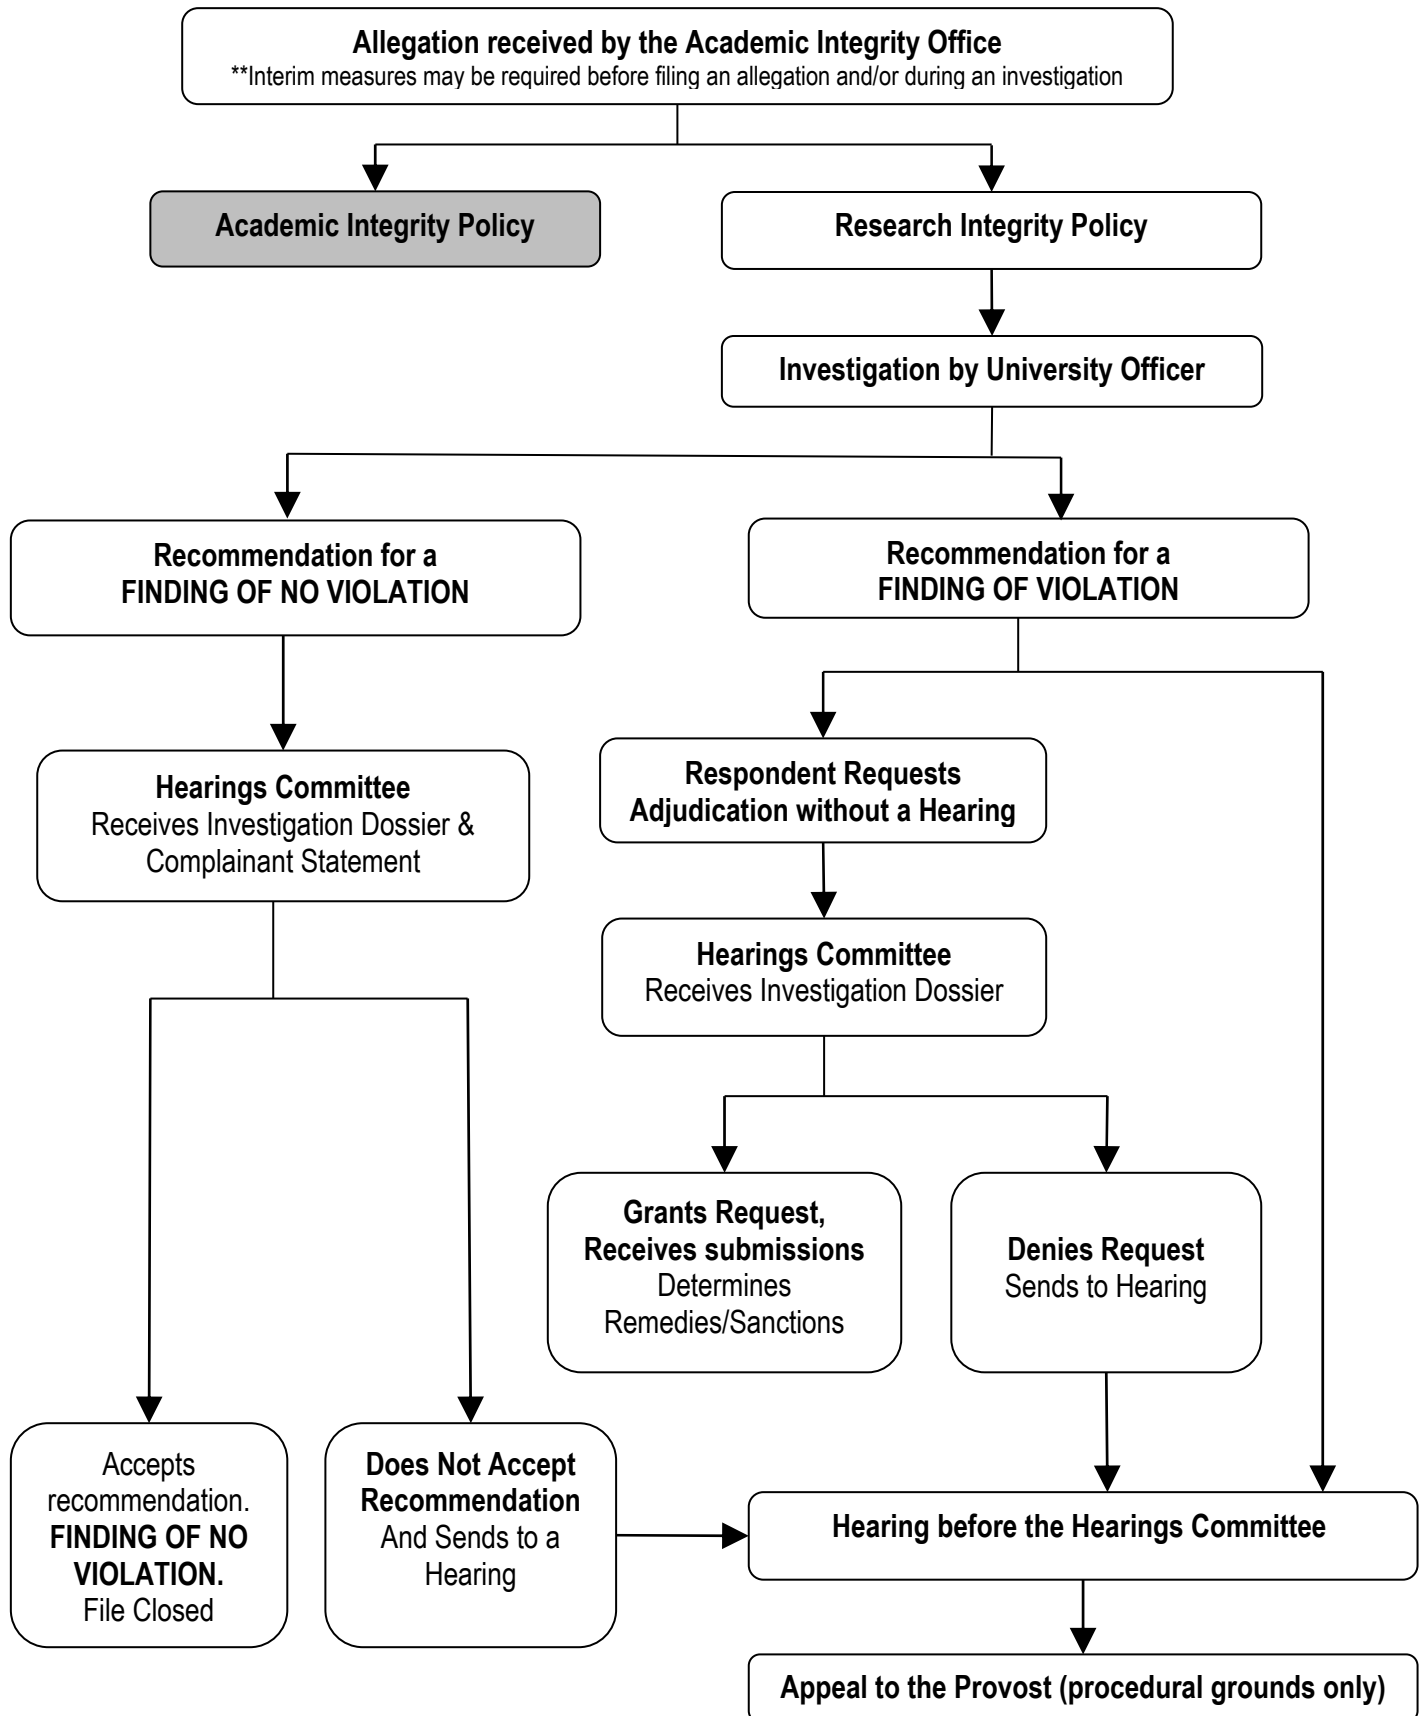 Allegation received by the Academic Integrity Office
**Interim measures may be required before filing an allegation and/or during an investigation
Academic Integrity Policy
Research Integrity Policy
Investigation by University Officer
Recommendation for a
FINDING OF NO VIOLATION
Recommendation for a
FINDING OF VIOLATION
Hearings Committee
Receives Investigation Dossier &
Complainant Statement
Respondent Requests
Adjudication without a Hearing
Hearings Committee
Receives Investigation Dossier
Grants Request,
Receives submissions
Determines
Remedies/Sanctions
Denies Request
Sends to Hearing
Accepts
recommendation.
FINDING OF NO
VIOLATION.
File Closed
Does Not Accept
Recommendation
And Sends to a
Hearing
Hearing before the Hearings Committee
Appeal to the Provost (procedural grounds only)